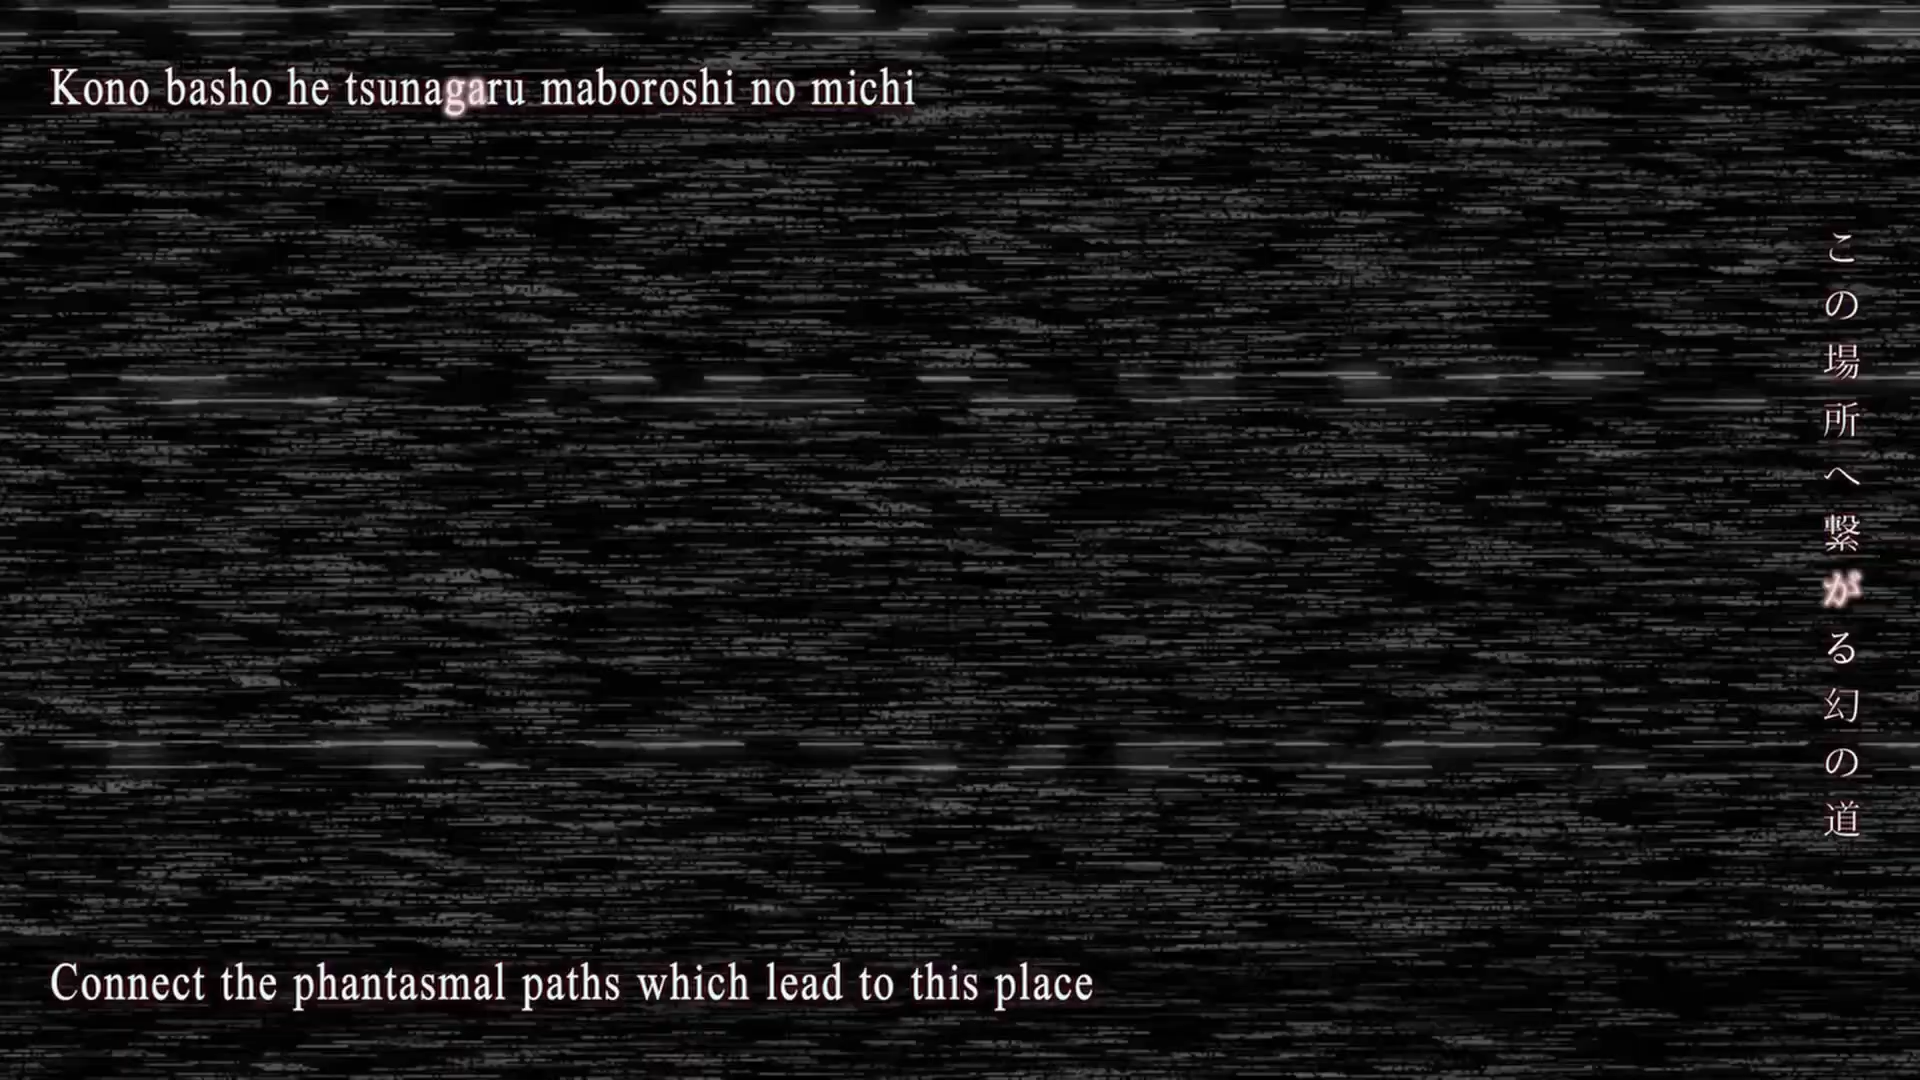 Kono basho he tsunagaru maboroshi no michi
この場所へ繋がる幻の道
Connect the phantasmal paths which lead to this place